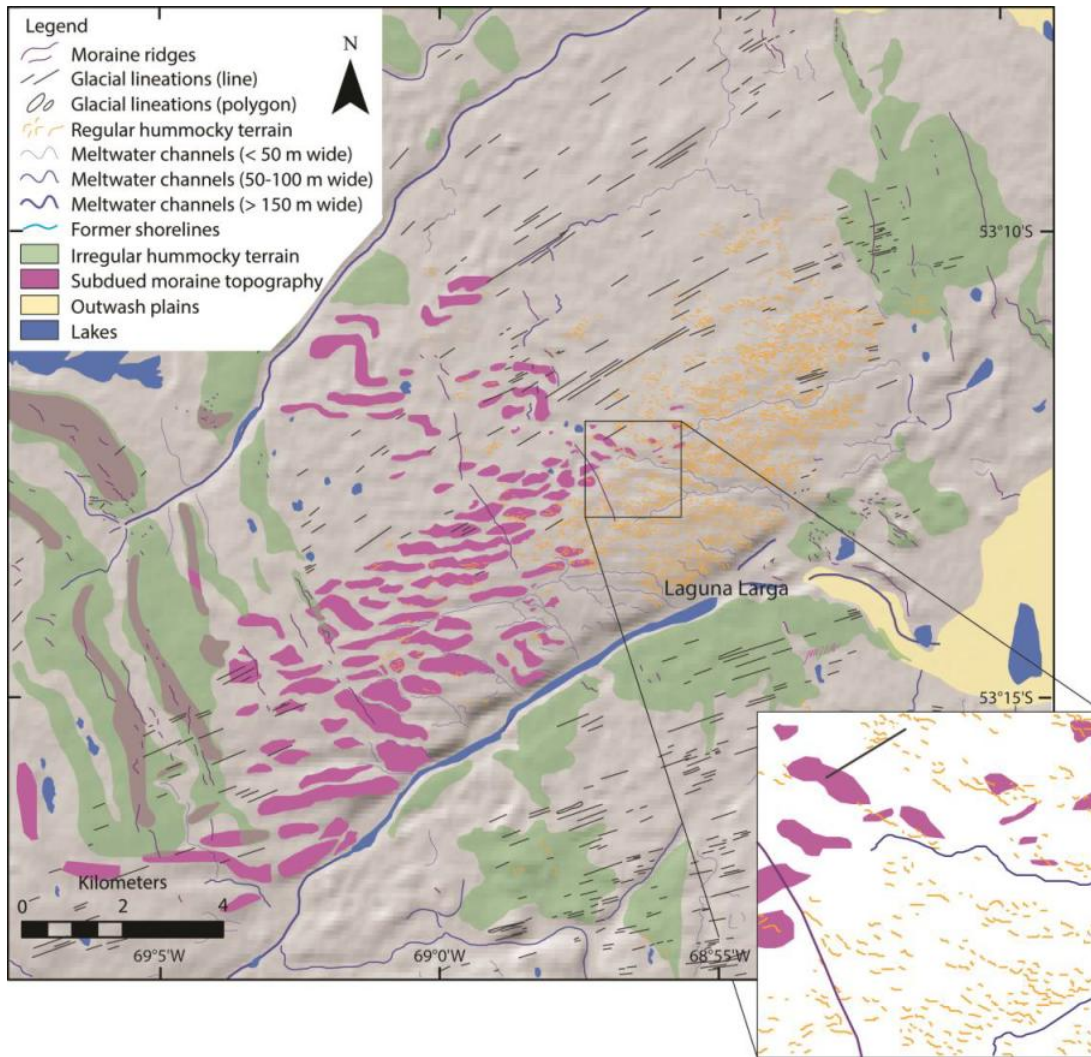 Legend
Moraine ridges
Glacial lineations (line)
Glacial lineations (polygon)
Regular hummocky terrain
Meltwater channels (< 50 m wide)
Meltwater channels (50-100 m wide)
Meltwater channels (> 150 m wide)
Former shorelines
Irregular hummocky terrain
Subdued moraine topography
Outwash plains
Lakes
N
53°10'S
Laguna Larga
53°15'S
Kilometers
0 2 4
69°5'W 69°0'W 68°55'W